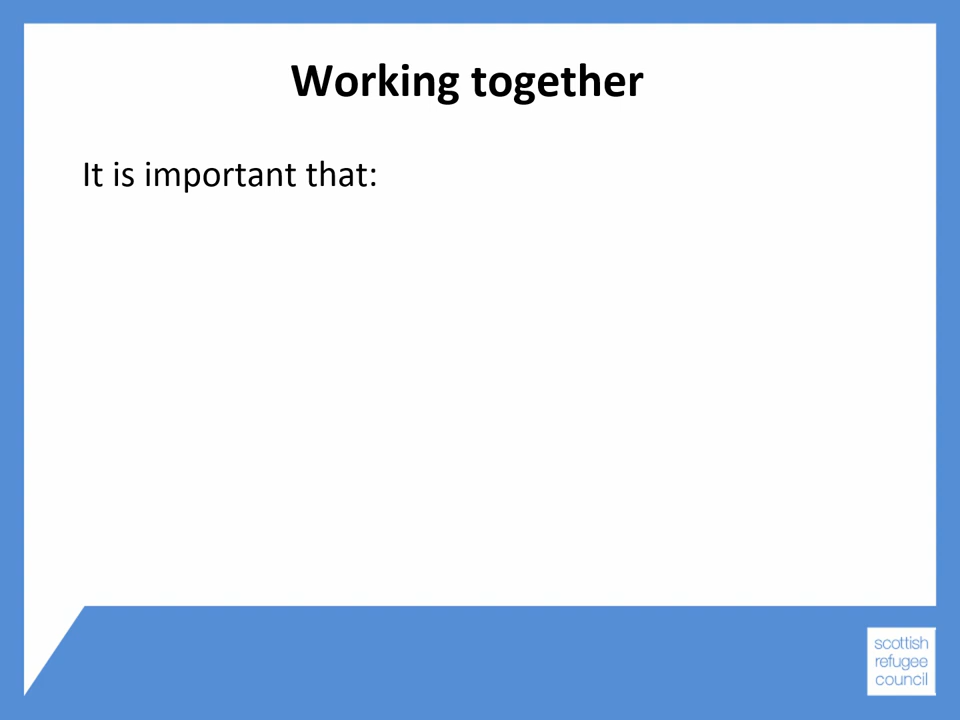 Working together
It is important that:
scottish
refugee
council